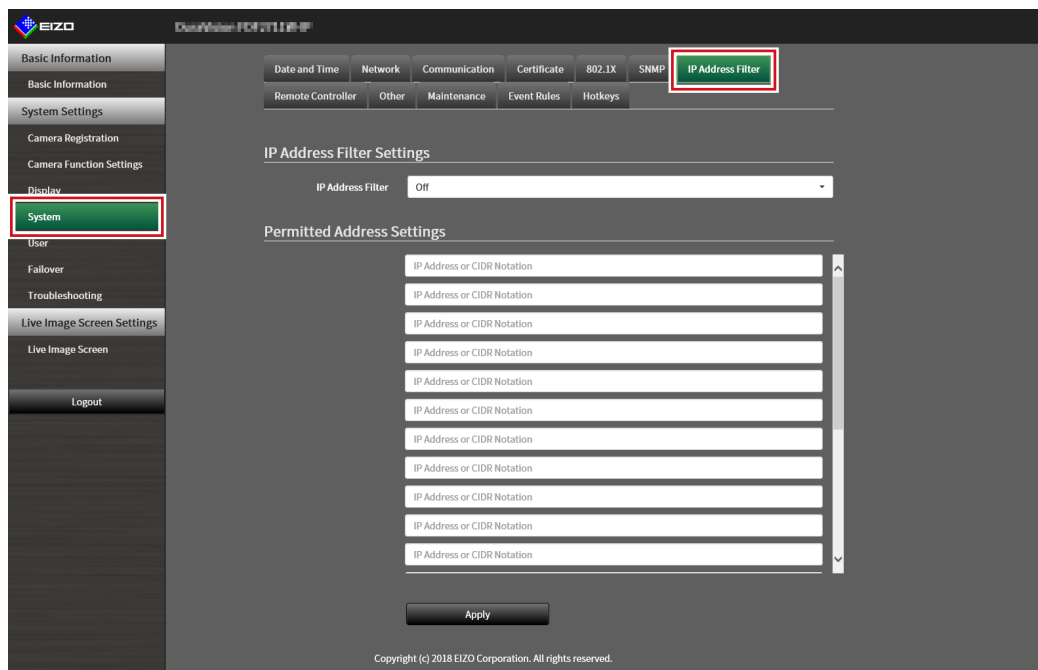 EIZO
Basic Information
Basic Information
System Settings
Camera Registration
Camera Function Settings
Display
System
User
Failover
Troubleshooting
Live Image Screen Settings
Live Image Screen
Logout
Date and Time Network Communication Certificate 802.1X SNMP IP Address Filter
Remote Controller Other Maintenance Event Rules Hotkeys
IP Address Filter Settings
IP Address Filter Off
Permitted Address Settings
IP Address or CIDR Notation
IP Address or CIDR Notation
IP Address or CIDR Notation
IP Address or CIDR Notation
IP Address or CIDR Notation
IP Address or CIDR Notation
IP Address or CIDR Notation
IP Address or CIDR Notation
IP Address or CIDR Notation
IP Address or CIDR Notation
IP Address or CIDR Notation
Apply
Copyright (c) 2018 EIZO Corporation. All rights reserved.